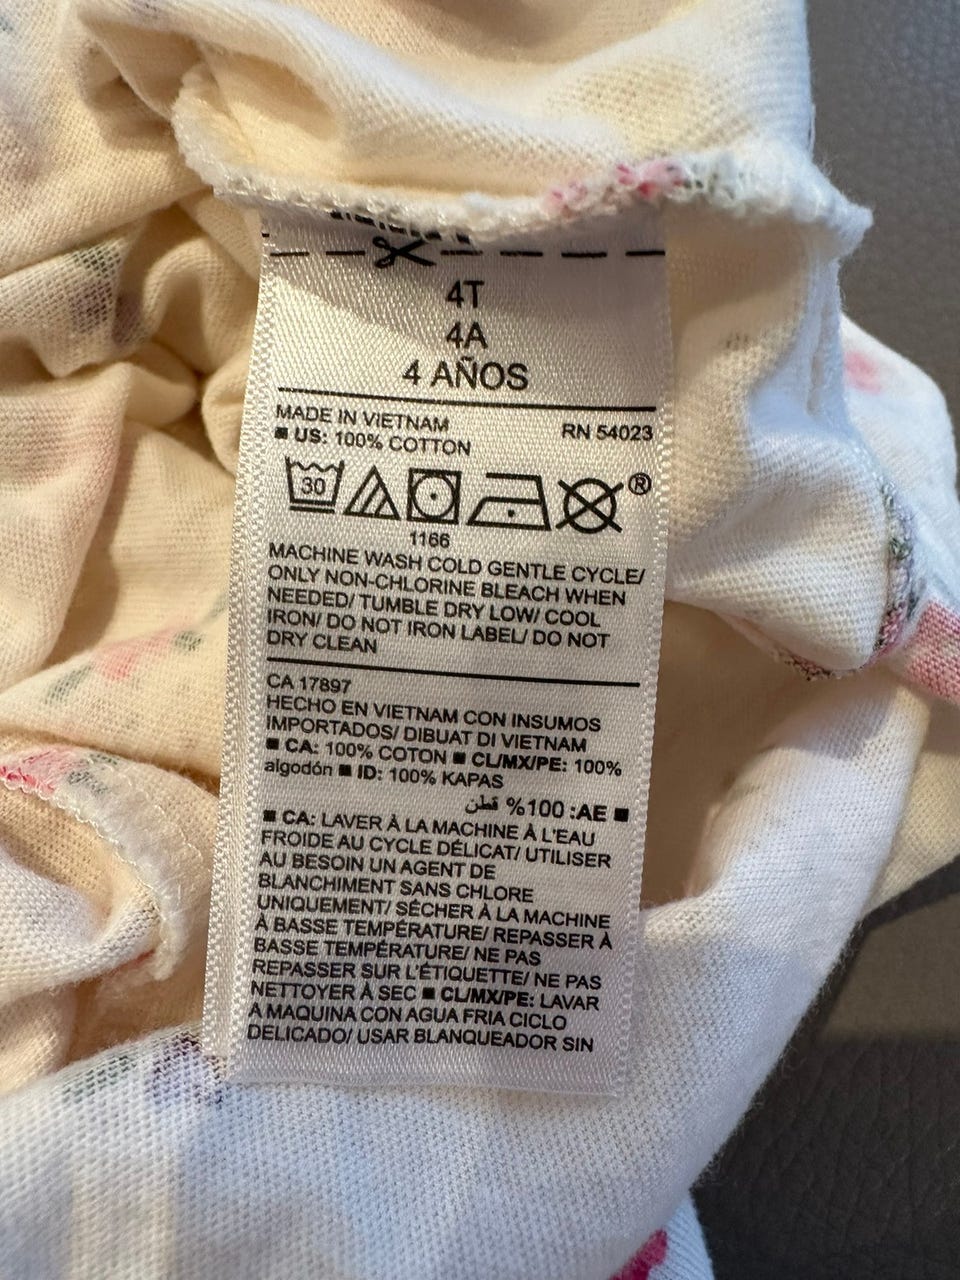 4T
4A
4 AÑOS
MADE IN VIETNAM
RN 54023
■ US: 100% COTTON
30
®
1166
MACHINE WASH COLD GENTLE CYCLE/
ONLY NON-CHLORINE BLEACH WHEN
NEEDED/ TUMBLE DRY LOW/ COOL
IRON/ DO NOT IRON LABEL/ DO NOT
DRY CLEAN
CA 17897
HECHO EN VIETNAM CON INSUMOS
IMPORTADOS/ DIBUAT DI VIETNAM
■ CA: 100% COTON ■ CL/MX/PE: 100%
algodón ■ ID: 100% KAPAS
■ AE: 100% قطن
■ CA: LAVER À LA MACHINE À L'EAU
FROIDE AU CYCLE DÉLICAT/ UTILISER
AU BESOIN UN AGENT DE
BLANCHIMENT SANS CHLORE
UNIQUEMENT/ SÉCHER À LA MACHINE
À BASSE TEMPÉRATURE/ REPASSER À
BASSE TEMPÉRATURE/ NE PAS
REPASSER SUR L'ÉTIQUETTE/ NE PAS
NETTOYER À SEC ■ CL/MX/PE: LAVAR
A MAQUINA CON AGUA FRIA CICLO
DELICADO/ USAR BLANQUEADOR SIN